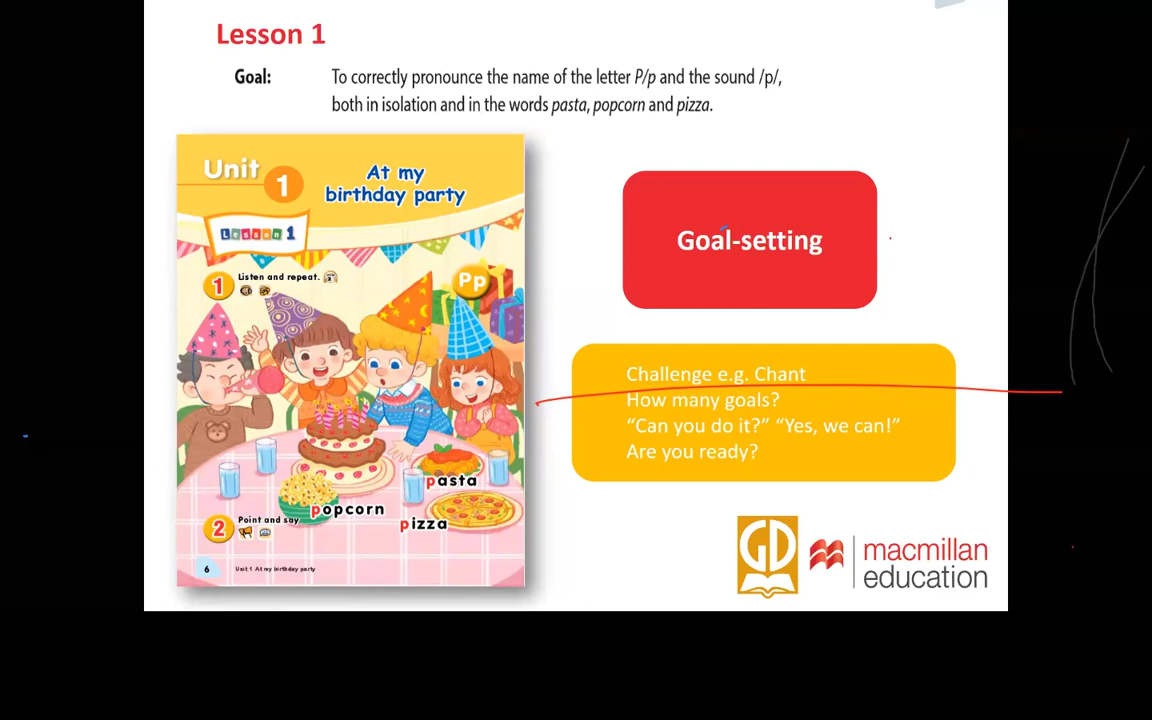 Lesson 1
Goal: To correctly pronounce the name of the letter P/p and the sound /p/,
both in isolation and in the words pasta, popcorn and pizza.
Unit 1
At my
birthday party
Lesson 1
1 Listen and repeat.
Pp
pasta
popcorn
pizza
2 Point and say
6 Unit 1 At my birthday party
Goal-setting
Challenge e.g. Chant
How many goals?
“Can you do it?” “Yes, we can!”
Are you ready?
GD
macmillan
education